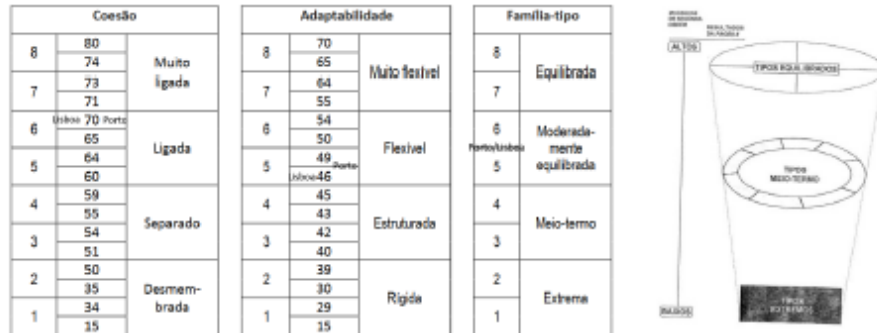 Coesão
8 80 Muito ligada
74
7 73
71
6 Lisboa 70 Porto Ligada
65
5 64
60
4 59 Separado
55
3 54
51
2 50 Desmem-brada
35
1 34
15
Adaptabilidade
8 70 Muito flexível
65
7 64
55
6 54 Flexível
50
5 49 Porto
Lisboa 46
4 45 Estruturada
43
3 42
40
2 39 Rígida
30
1 29
15
Família-tipo
8 Equilibrada
7
6 Moderada-
Porto/Lisboa mente
5 equilibrada
4 Meio-termo
3
2 Extrema
1
ALTOS
TIPOS EQUILIBRADOS
TIPOS
MEIO-TERMO
BAIXOS
TIPOS
EXTREMOS